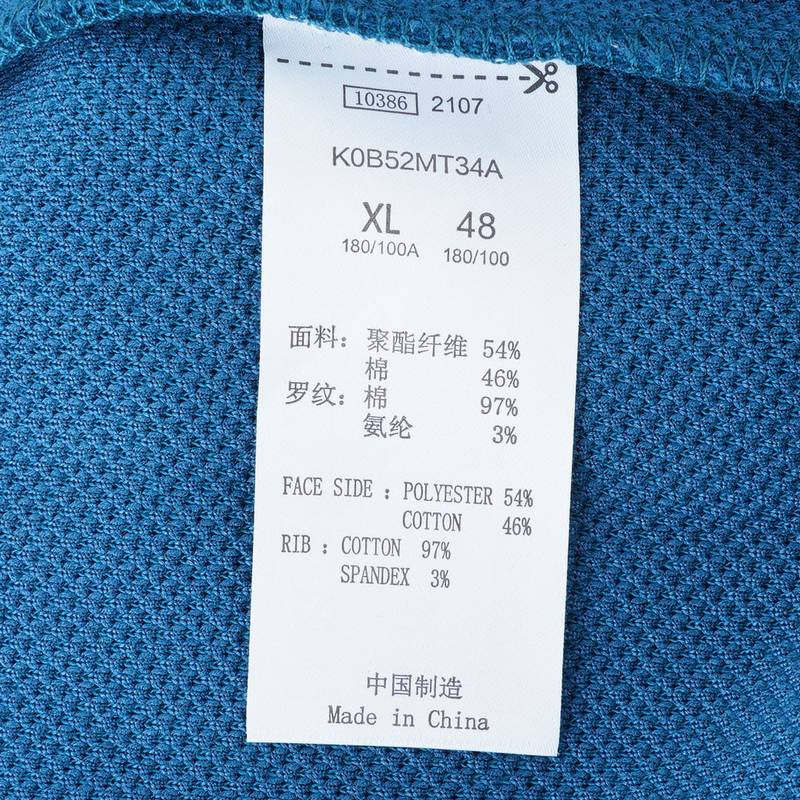 10386 2107
K0B52MT34A
XL 48
180/100A 180/100
面料: 聚酯纤维 54%
棉 46%
罗纹: 棉 97%
氨纶 3%
FACE SIDE : POLYESTER 54%
COTTON 46%
RIB : COTTON 97%
SPANDEX 3%
中国制造
Made in China